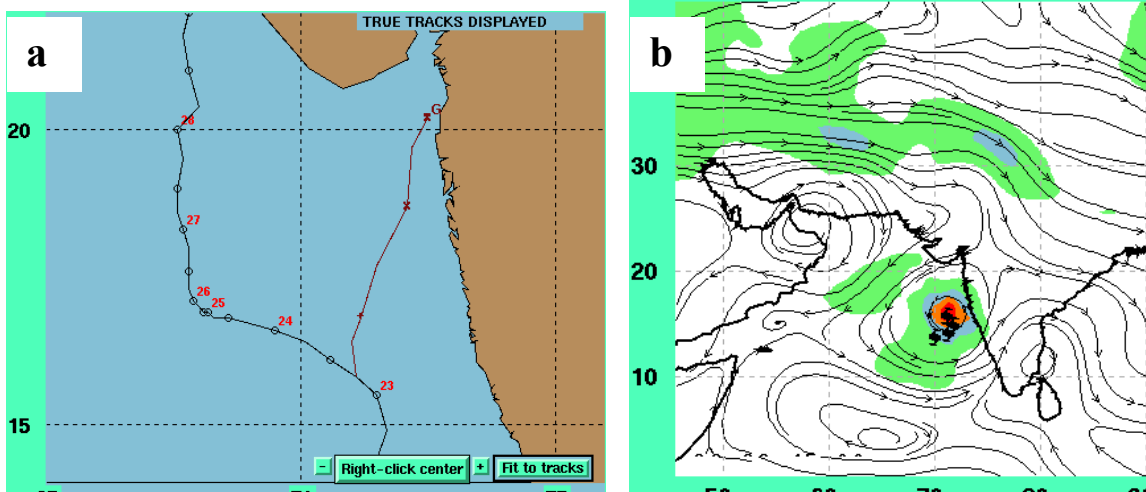 a
TRUE TRACKS DISPLAYED
28
20
G
27
26
25
24
23
15
-
Right-click center
+
Fit to tracks
b
30
20
10